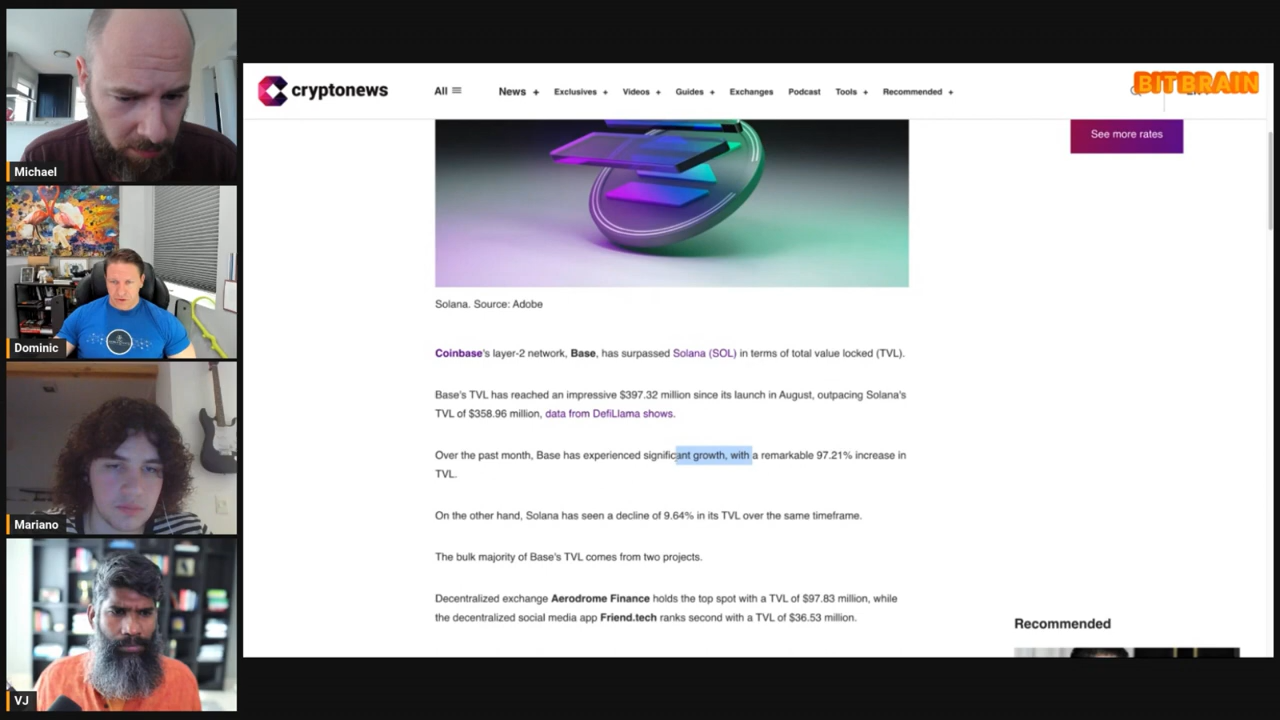 Michael
Dominic
Mariano
VJ
cryptonews
All
News + Exclusives + Videos + Guides + Exchanges Podcast Tools + Recommended +
BITBRAIN
See more rates
Solana. Source: Adobe
Coinbase's layer-2 network, Base, has surpassed Solana (SOL) in terms of total value locked (TVL).
Base's TVL has reached an impressive $397.32 million since its launch in August, outpacing Solana's
TVL of $358.96 million, data from DefiLlama shows.
Over the past month, Base has experienced significant growth, with a remarkable 97.21% increase in
TVL.
On the other hand, Solana has seen a decline of 9.64% in its TVL over the same timeframe.
The bulk majority of Base's TVL comes from two projects.
Decentralized exchange Aerodrome Finance holds the top spot with a TVL of $97.83 million, while
the decentralized social media app Friend.tech ranks second with a TVL of $36.53 million.
Recommended